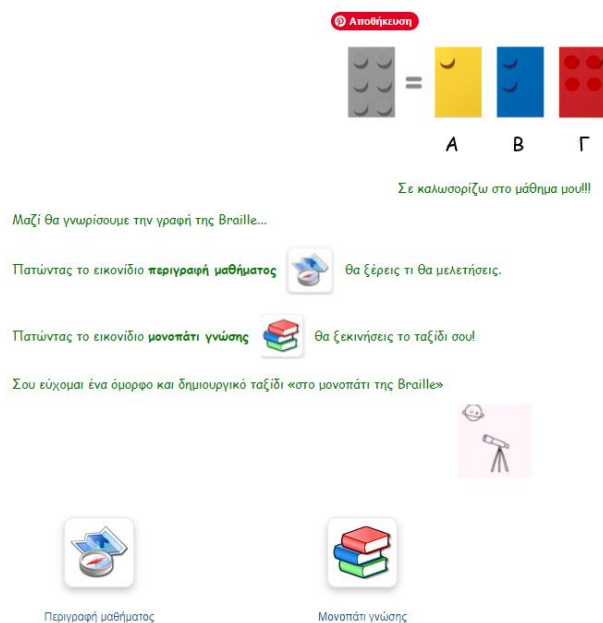 Αποθήκευση
=
Α Β Γ
Σε καλωσορίζω στο μάθημα μου!!!
Μαζί θα γνωρίσουμε την γραφή της Braille...
Πατώντας το εικονίδιο περιγραφή μαθήματος θα ξέρεις τι θα μελετήσεις.
Πατώντας το εικονίδιο μονοπάτι γνώσης θα ξεκινήσεις το ταξίδι σου!
Σου εύχομαι ένα όμορφο και δημιουργικό ταξίδι «στο μονοπάτι της Braille»
Περιγραφή μαθήματος Μονοπάτι γνώσης